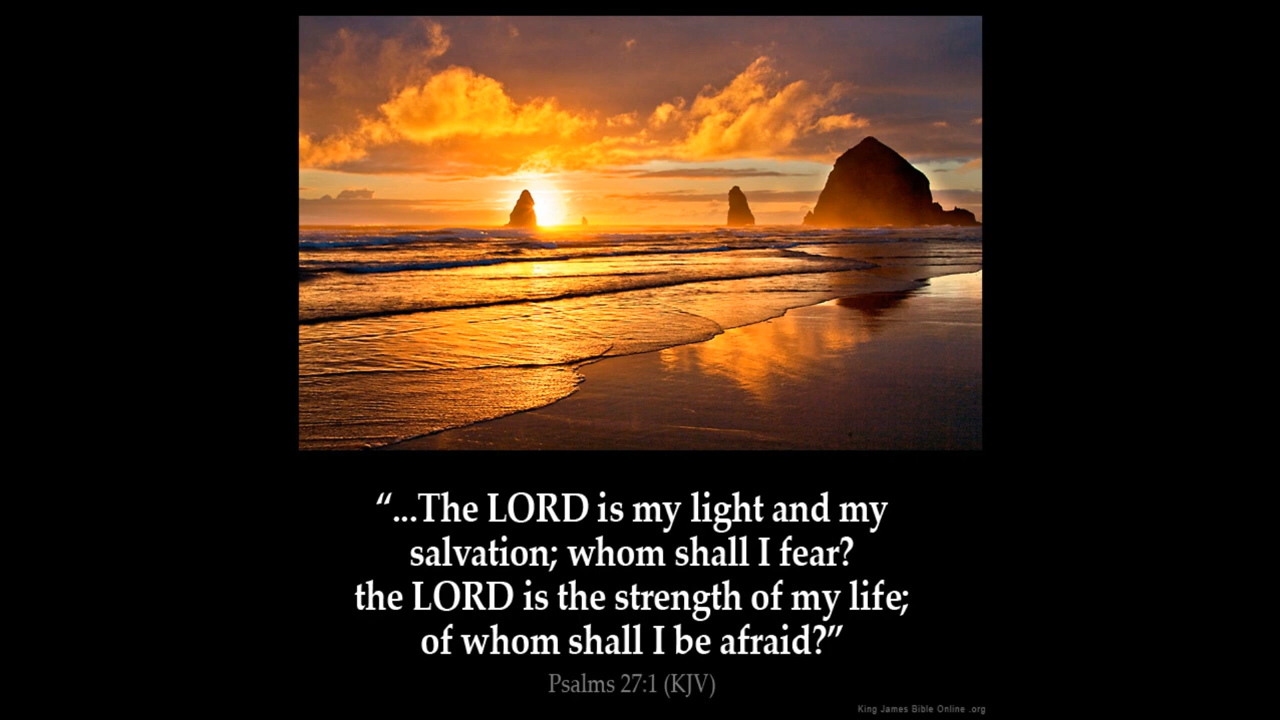 “...The LORD is my light and my
salvation; whom shall I fear?
the LORD is the strength of my life;
of whom shall I be afraid?”
Psalms 27:1 (KJV)
King James Bible Online .org